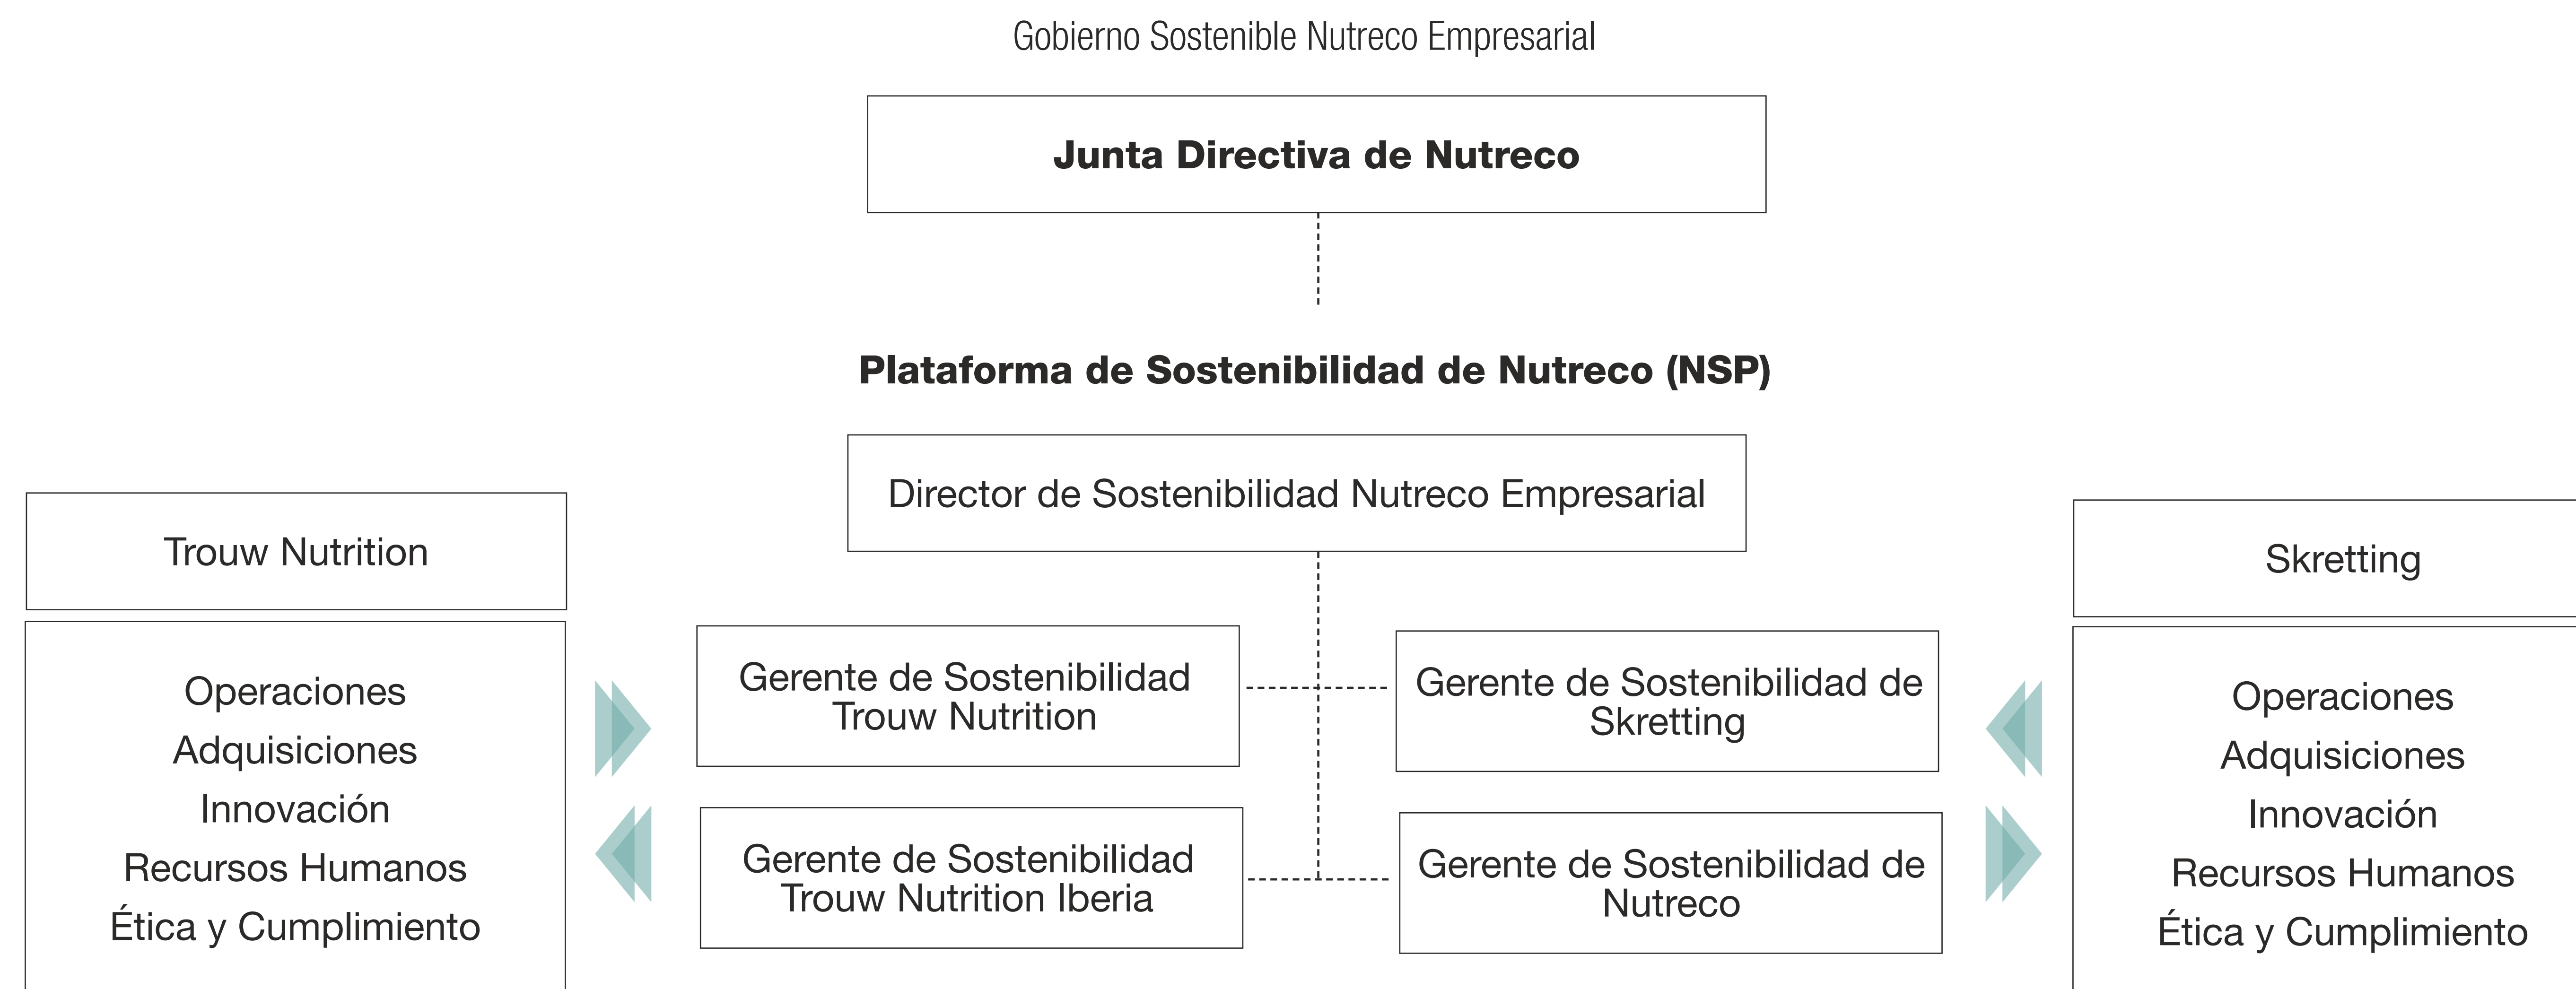 Gobierno Sostenible Nutreco Empresarial
Junta Directiva de Nutreco
Plataforma de Sostenibilidad de Nutreco (NSP)
Director de Sostenibilidad Nutreco Empresarial
Trouw Nutrition
Operaciones
Adquisiciones
Innovación
Recursos Humanos
Ética y Cumplimiento
Gerente de Sostenibilidad
Trouw Nutrition
Gerente de Sostenibilidad de
Skretting
Gerente de Sostenibilidad
Trouw Nutrition Iberia
Gerente de Sostenibilidad de
Nutreco
Skretting
Operaciones
Adquisiciones
Innovación
Recursos Humanos
Ética y Cumplimiento